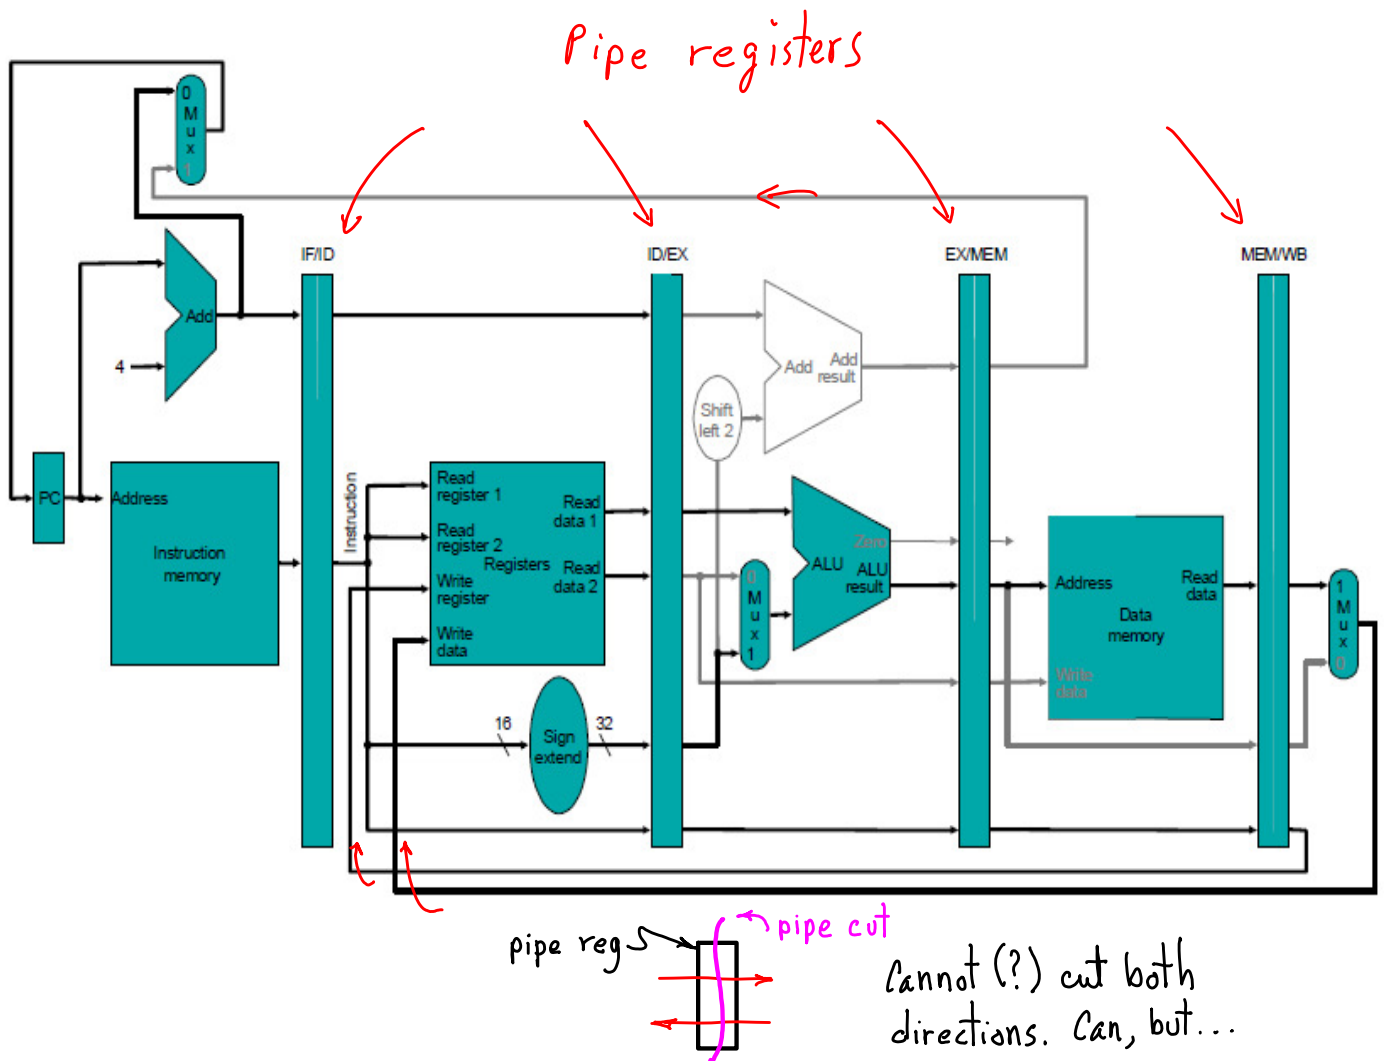 Pipe registers
0
M
u
x
1
IF/ID
ID/EX
EX/MEM
MEM/WB
Add
4
Add
Add
result
Shift
left 2
PC
Address
Instruction
memory
Instruction
Read
register 1
Read
register 2
Write
register
Write
data
Registers
Read
data 1
Read
data 2
16
Sign
extend
32
0
M
u
x
1
Zero
ALU
ALU
result
Address
Read
data
Data
memory
Write
data
1
M
u
x
0
pipe reg
pipe cut
Cannot (?) cut both
directions. Can, but...